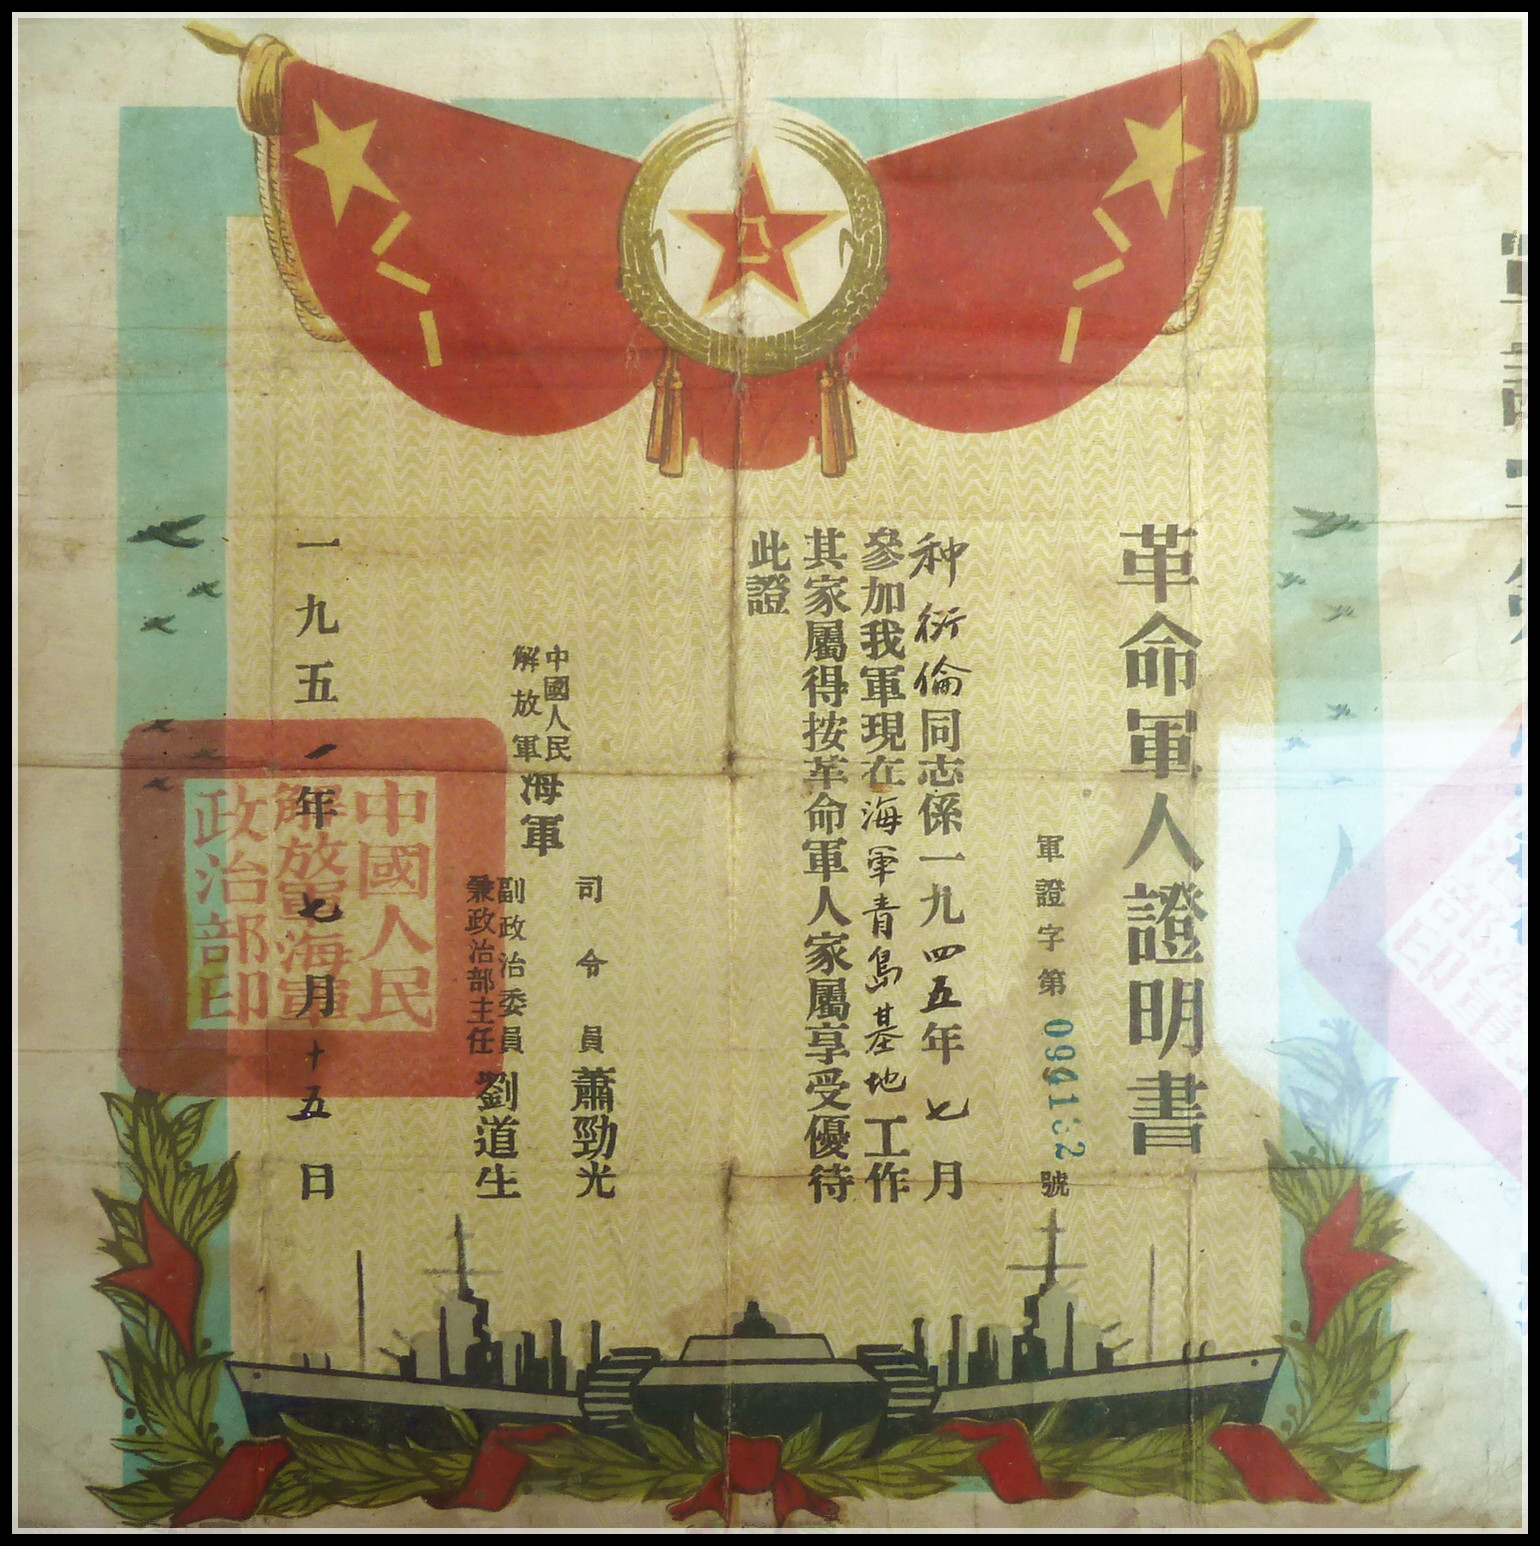 革命軍人證明書
軍證字第 094132 號
种衍倫同志係一九四五年七月
參加我軍現在海軍青島基地工作
其家屬得按革命軍人家屬享受優待
此證
中國人民
解放軍
海軍
司令員 蕭勁光
副政治委員
兼政治部主任
劉道生
一九五一年七月十五日
中國人民
解放軍海軍
政治部印
八一